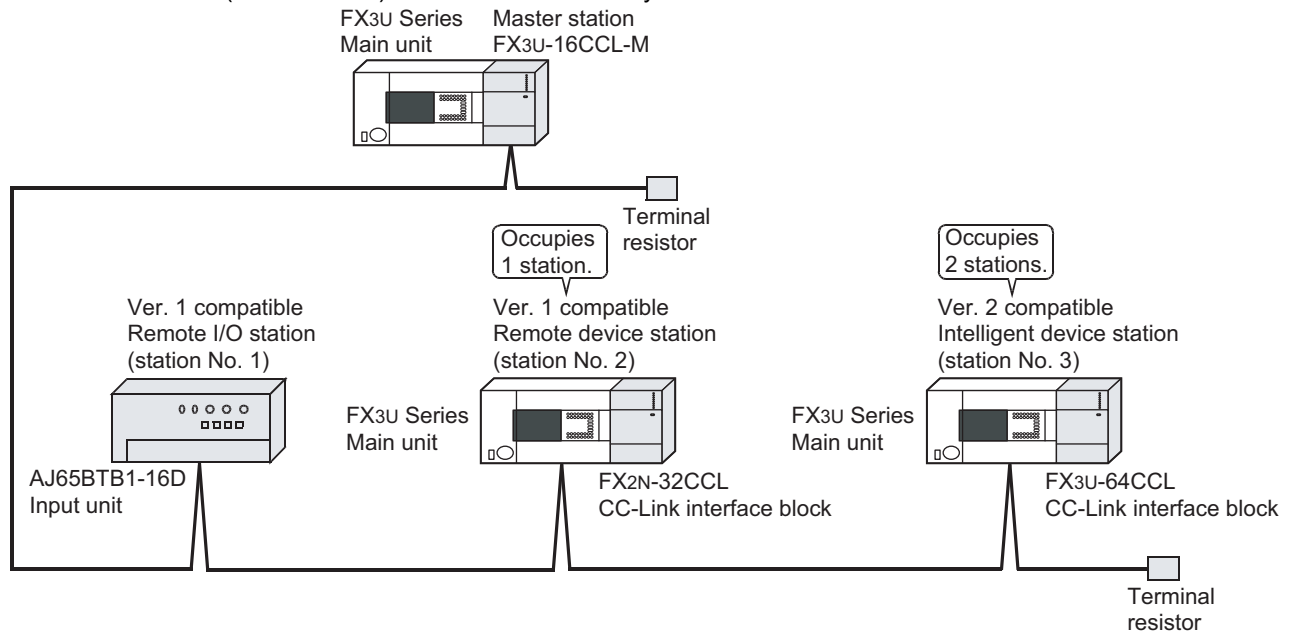 FX3U Series
Main unit
Master station
FX3U-16CCL-M
Terminal
resistor
Occupies
1 station.
Occupies
2 stations.
Ver. 1 compatible
Remote I/O station
(station No. 1)
Ver. 1 compatible
Remote device station
(station No. 2)
Ver. 2 compatible
Intelligent device station
(station No. 3)
FX3U Series
Main unit
FX3U Series
Main unit
AJ65BTB1-16D
Input unit
FX2N-32CCL
CC-Link interface block
FX3U-64CCL
CC-Link interface block
Terminal
resistor